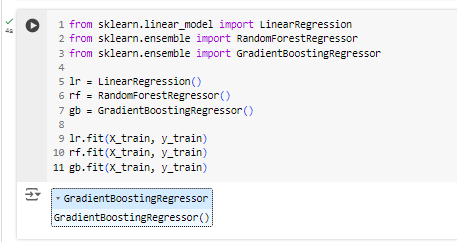 4s
1 from sklearn.linear_model import LinearRegression
2 from sklearn.ensemble import RandomForestRegressor
3 from sklearn.ensemble import GradientBoostingRegressor
4
5 lr = LinearRegression()
6 rf = RandomForestRegressor()
7 gb = GradientBoostingRegressor()
8
9 lr.fit(X_train, y_train)
10 rf.fit(X_train, y_train)
11 gb.fit(X_train, y_train)
GradientBoostingRegressor
GradientBoostingRegressor()